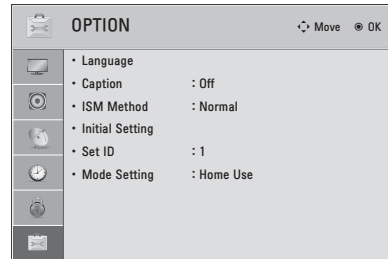 OPTION Move OK
• Language
• Caption : Off
• ISM Method : Normal
• Initial Setting
• Set ID : 1
• Mode Setting : Home Use